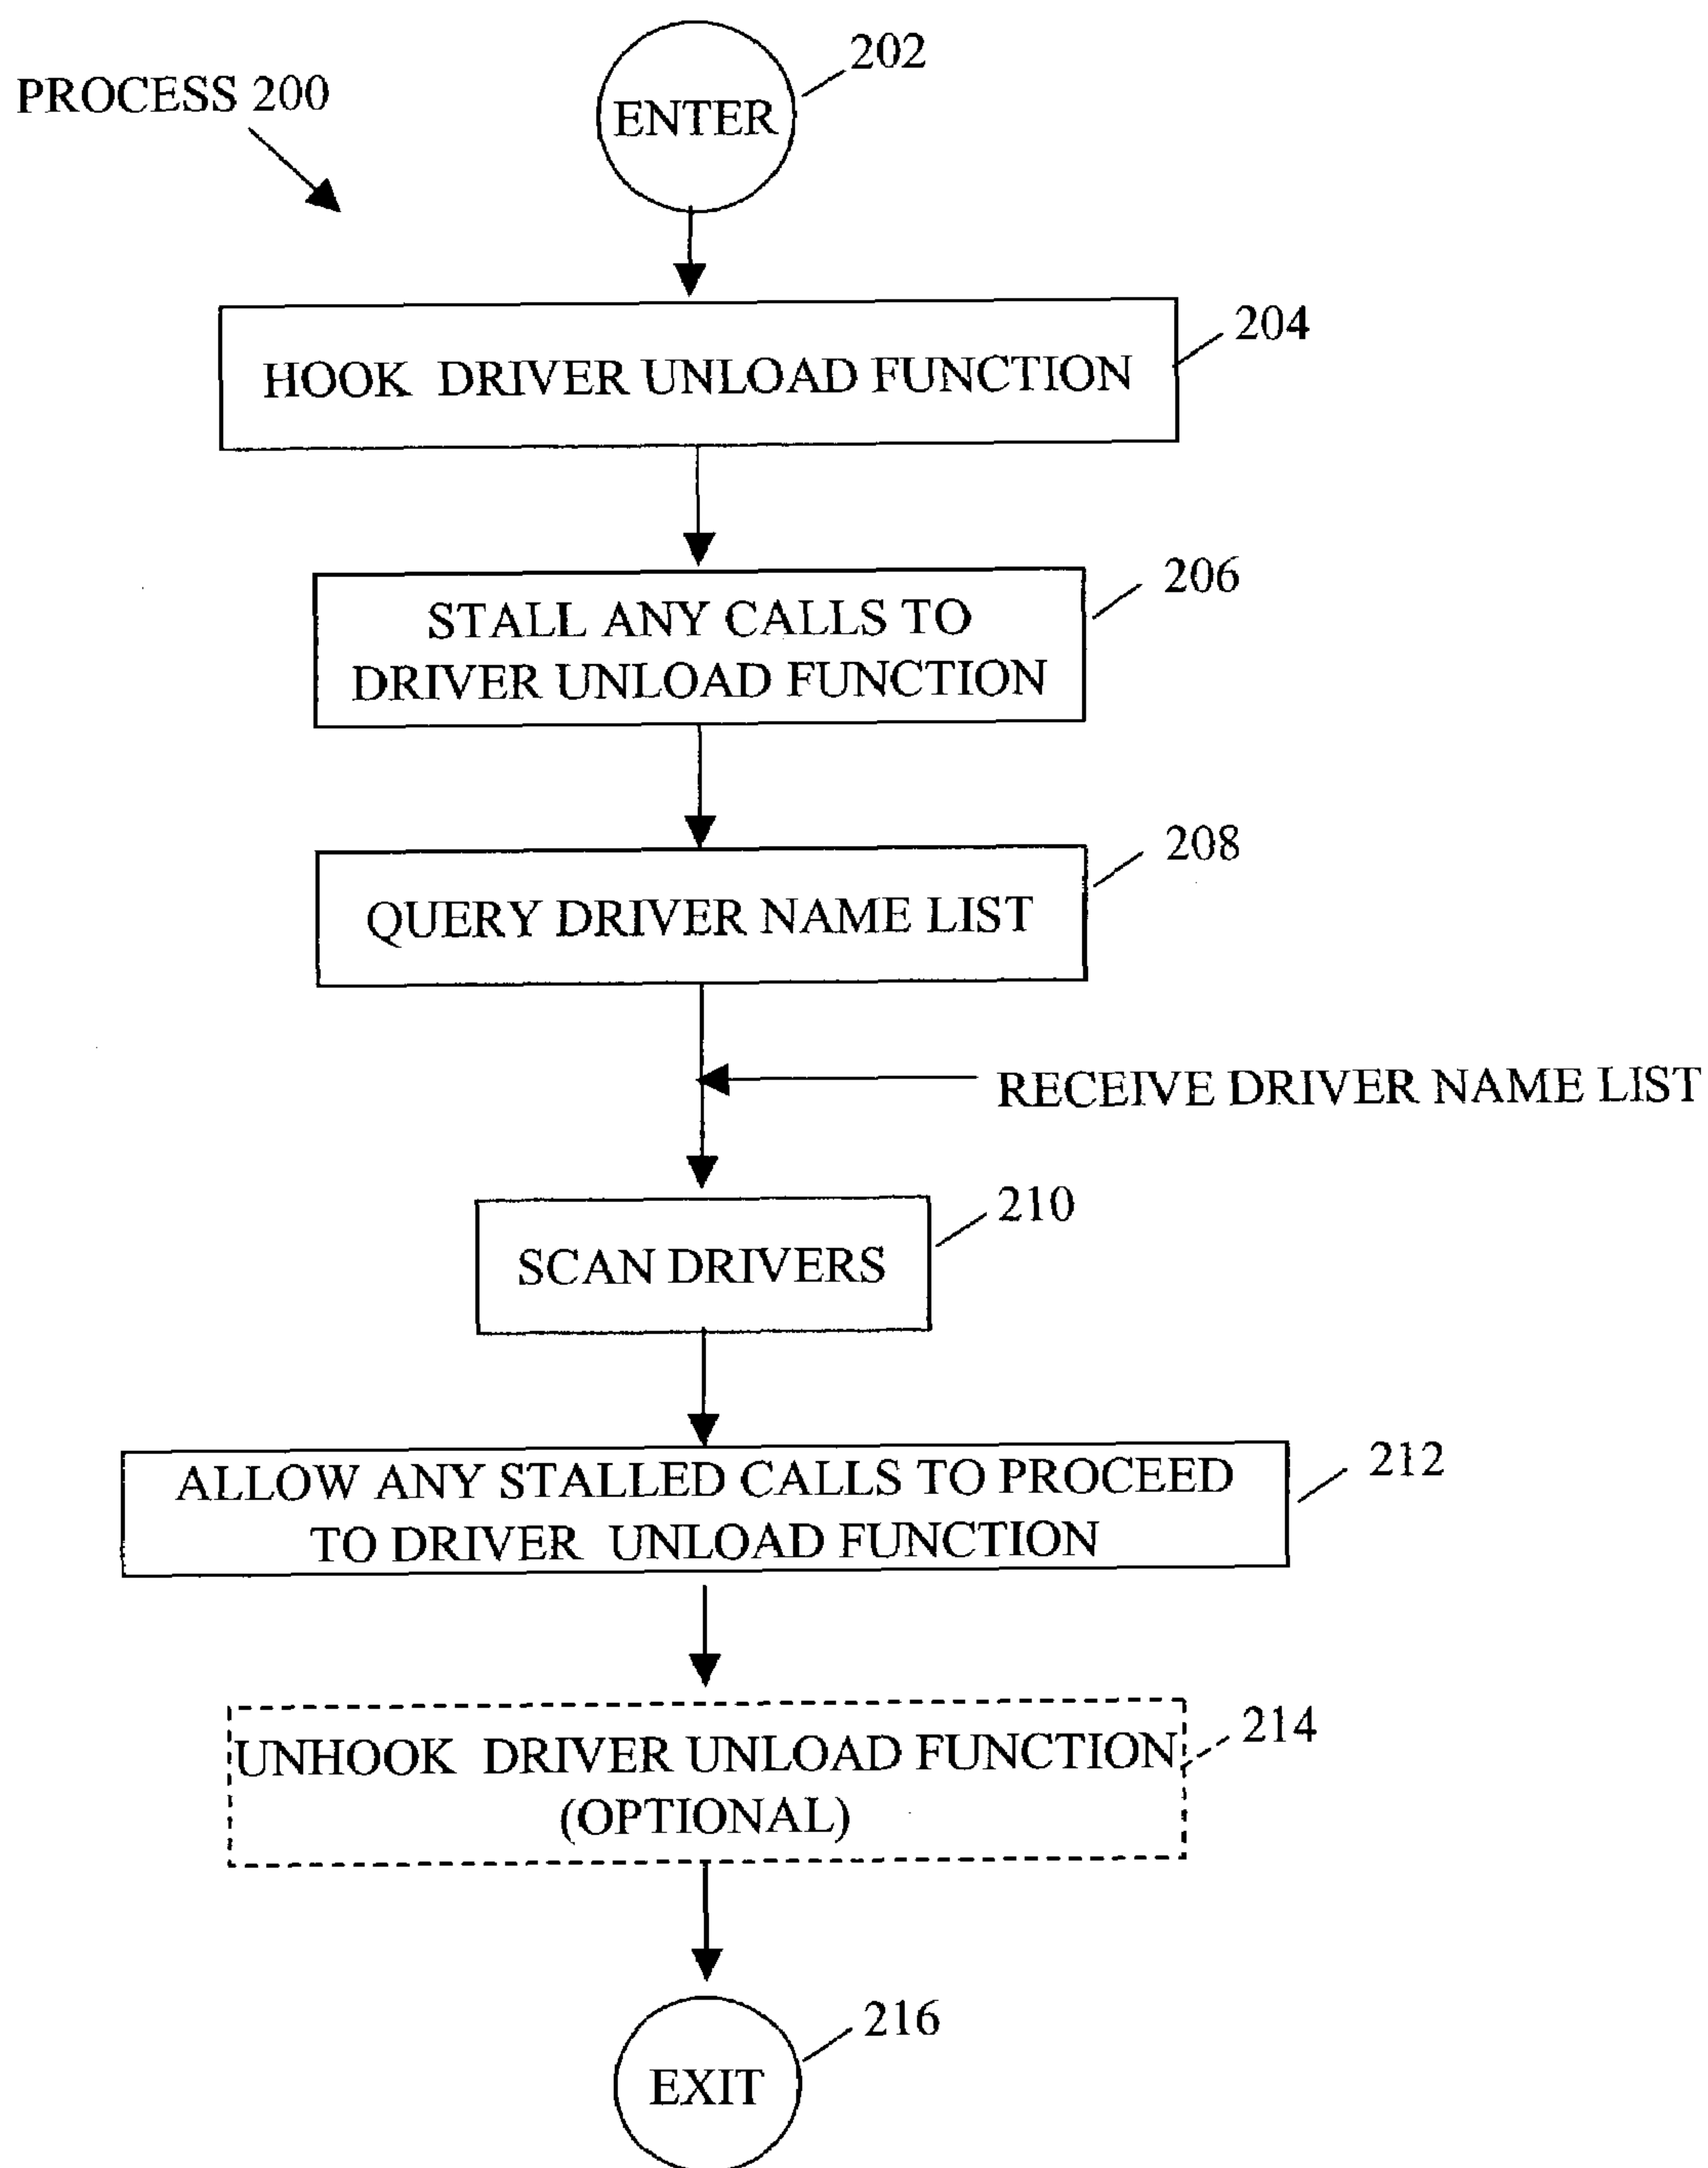 PROCESS 200
202
ENTER
204
HOOK DRIVER UNLOAD FUNCTION
206
STALL ANY CALLS TO
DRIVER UNLOAD FUNCTION
208
QUERY DRIVER NAME LIST
RECEIVE DRIVER NAME LIST
210
SCAN DRIVERS
212
ALLOW ANY STALLED CALLS TO PROCEED
TO DRIVER UNLOAD FUNCTION
214
UNHOOK DRIVER UNLOAD FUNCTION
(OPTIONAL)
216
EXIT